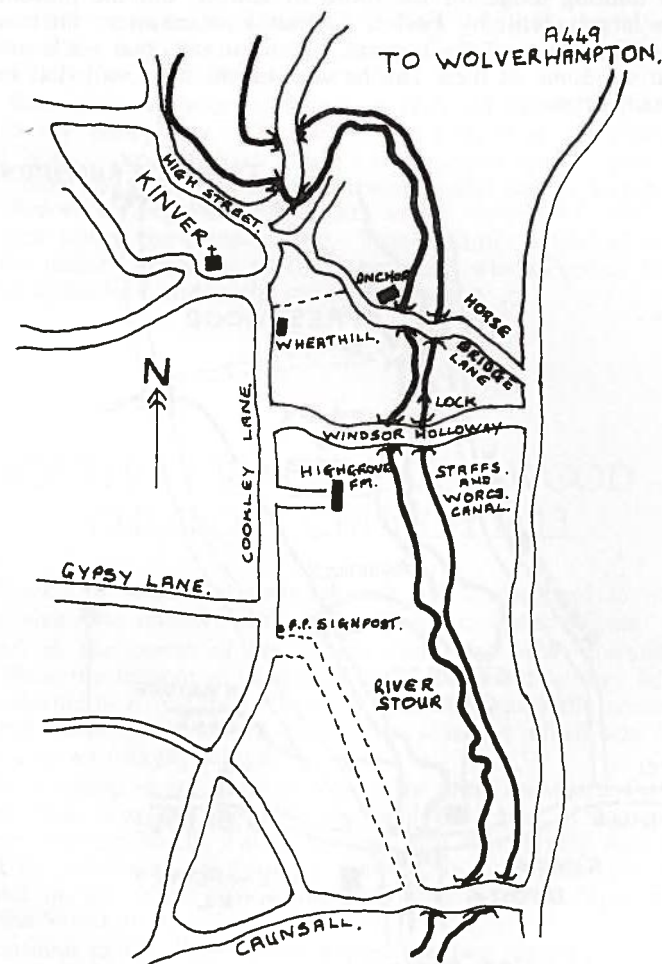 A449
TO WOLVERHAMPTON.
HIGH STREET.
KINVER
ANCHOR
HORSE
BRIDGE
LANE
WHEATHILL.
N
LOCK
WINDSOR HOLLOWAY
COOKLEY LANE.
HIGHGROVE
FM.
STAFFS.
AND
WORCS.
CANAL.
GYPSY LANE.
F.P. SIGNPOST.
RIVER
STOUR
CAUNSALL.